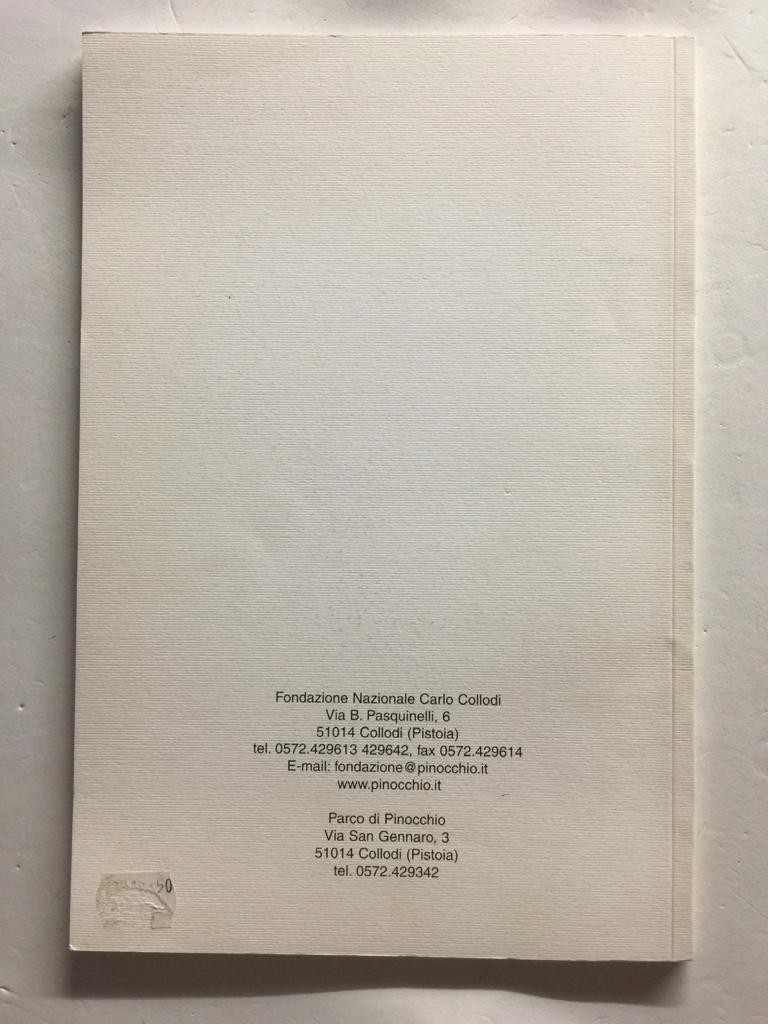 Fondazione Nazionale Carlo Collodi
Via B. Pasquinelli, 6
51014 Collodi (Pistoia)
tel. 0572.429613 429642, fax 0572.429614
E-mail: fondazione@pinocchio.it
www.pinocchio.it
Parco di Pinocchio
Via San Gennaro, 3
51014 Collodi (Pistoia)
tel. 0572.429342